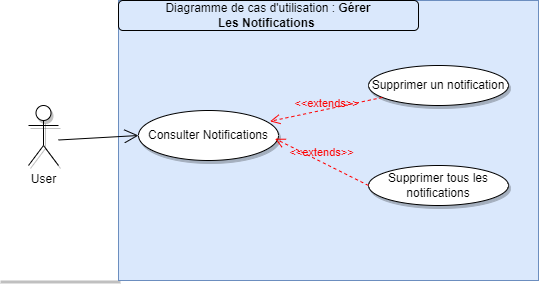 Diagramme de cas d'utilisation : Gérer
Les Notifications
<<extends>>
Supprimer un notification
Consulter Notifications
<<extends>>
User
Supprimer tous les
notifications